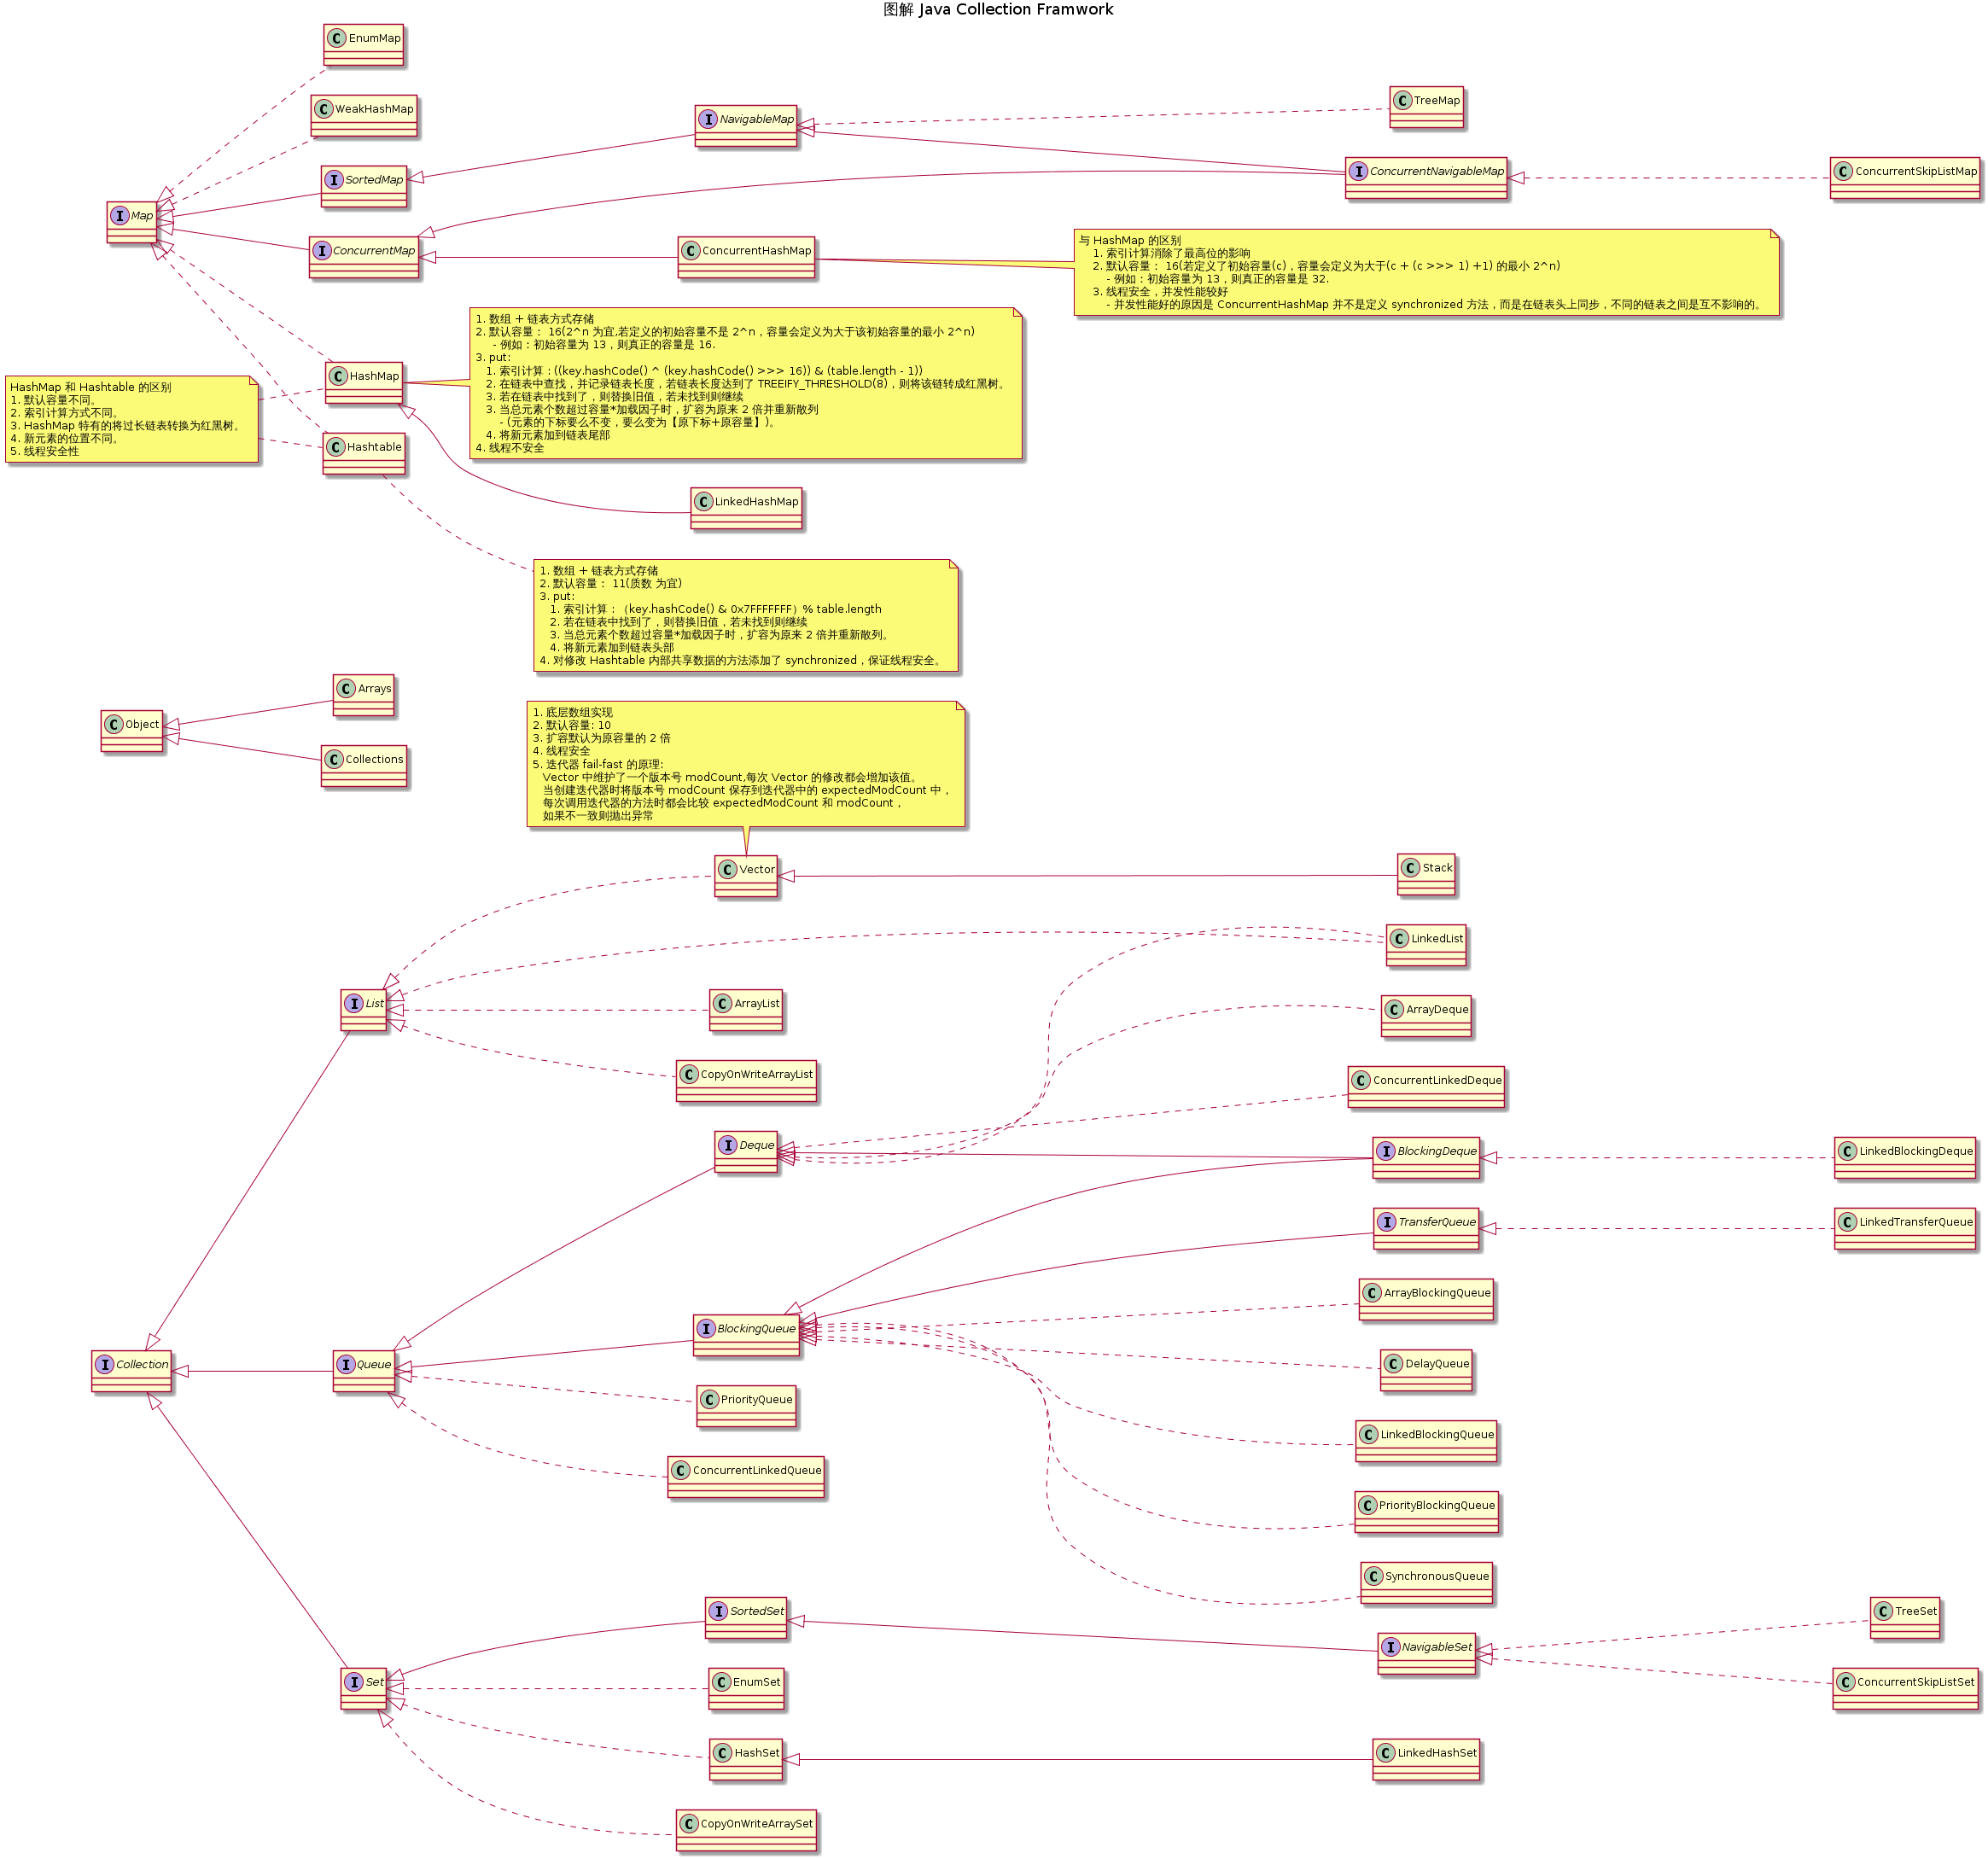 图解 Java Collection Framwork
EnumMap
WeakHashMap
SortedMap
NavigableMap
TreeMap
ConcurrentNavigableMap
ConcurrentSkipListMap
Map
ConcurrentMap
ConcurrentHashMap
与 HashMap 的区别
1. 索引计算消除了最高位的影响
2. 默认容量： 16(若定义了初始容量(c)，容量会定义为大于(c + (c >>> 1) +1) 的最小 2^n)
- 例如：初始容量为 13，则真正的容量是 32.
3. 线程安全，并发性能较好
- 并发性能好的原因是 ConcurrentHashMap 并不是定义 synchronized 方法，而是在链表头上同步，不同的链表之间是互不影响的。
HashMap
1. 数组 + 链表方式存储
2. 默认容量： 16(2^n 为宜,若定义的初始容量不是 2^n，容量会定义为大于该初始容量的最小 2^n)
- 例如：初始容量为 13，则真正的容量是 16.
3. put:
1. 索引计算 : ((key.hashCode() ^ (key.hashCode() >>> 16)) & (table.length - 1))
2. 在链表中查找，并记录链表长度，若链表长度达到了 TREEIFY_THRESHOLD(8)，则将该链转成红黑树。
3. 若在链表中找到了，则替换旧值，若未找到则继续
3. 当总元素个数超过容量*加载因子时，扩容为原来 2 倍并重新散列
- (元素的下标要么不变，要么变为【原下标+原容量】)。
4. 将新元素加到链表尾部
4. 线程不安全
HashMap 和 Hashtable 的区别
1. 默认容量不同。
2. 索引计算方式不同。
3. HashMap 特有的将过长链表转换为红黑树。
4. 新元素的位置不同。
5. 线程安全性
Hashtable
LinkedHashMap
1. 数组 + 链表方式存储
2. 默认容量： 11(质数 为宜)
3. put:
1. 索引计算 : （key.hashCode() & 0x7FFFFFFF）% table.length
2. 若在链表中找到了，则替换旧值，若未找到则继续
3. 当总元素个数超过容量*加载因子时，扩容为原来 2 倍并重新散列。
4. 将新元素加到链表头部
4. 对修改 Hashtable 内部共享数据的方法添加了 synchronized，保证线程安全。
Object
Arrays
Collections
1. 底层数组实现
2. 默认容量: 10
3. 扩容默认为原容量的 2 倍
4. 线程安全
5. 迭代器 fail-fast 的原理:
Vector 中维护了一个版本号 modCount,每次 Vector 的修改都会增加该值。
当创建迭代器时将版本号 modCount 保存到迭代器中的 expectedModCount 中，
每次调用迭代器的方法时都会比较 expectedModCount 和 modCount，
如果不一致则抛出异常
Vector
Stack
LinkedList
List
ArrayList
ArrayDeque
CopyOnWriteArrayList
ConcurrentLinkedDeque
Deque
BlockingDeque
LinkedBlockingDeque
TransferQueue
LinkedTransferQueue
ArrayBlockingQueue
BlockingQueue
Collection
Queue
DelayQueue
PriorityQueue
LinkedBlockingQueue
ConcurrentLinkedQueue
PriorityBlockingQueue
SynchronousQueue
SortedSet
TreeSet
NavigableSet
Set
EnumSet
ConcurrentSkipListSet
HashSet
LinkedHashSet
CopyOnWriteArraySet